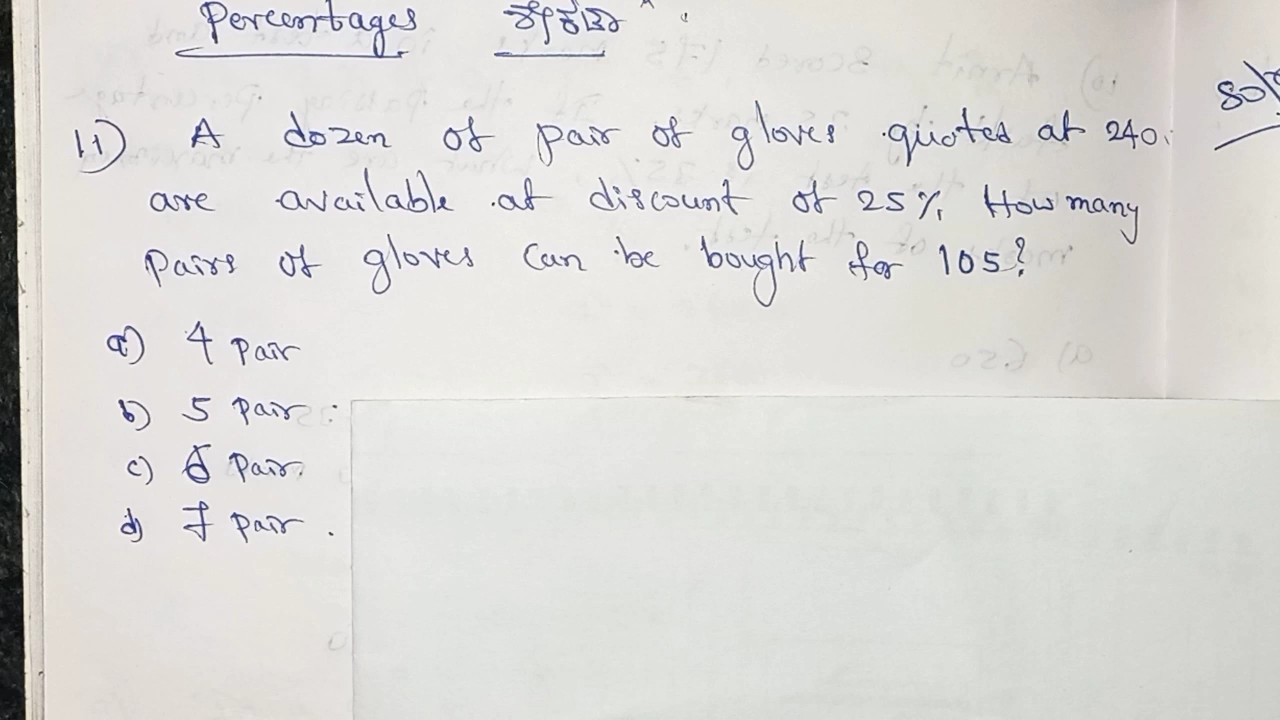 Percentages ಶೇಕಡಾ
11) A dozen of pair of gloves quoted at 240.
are available at discount of 25%. How many
pairs of gloves can be bought for 105?
a) 4 pair
b) 5 pair
c) 6 pair
d) 7 pair.